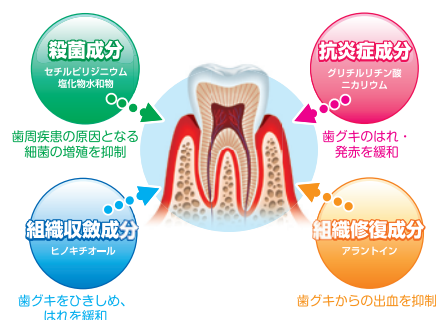 殺菌成分
セチルピリジニウム
塩化物水和物
歯周疾患の原因となる
細菌の増殖を抑制
抗炎症成分
グリチルリチン酸
ニカリウム
歯グキのはれ・
発赤を緩和
組織収斂成分
ヒノキチオール
歯グキをひきしめ、
はれを緩和
組織修復成分
アラントイン
歯グキからの出血を抑制